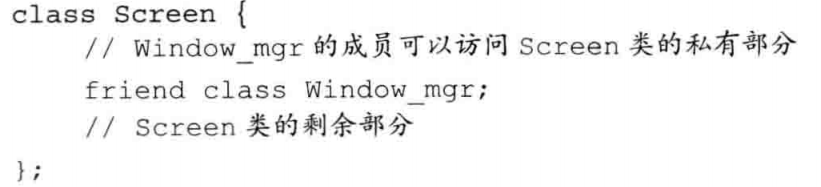 class Screen {
// Window_mgr 的成员可以访问 Screen 类的私有部分
friend class Window_mgr;
// Screen 类的剩余部分
};